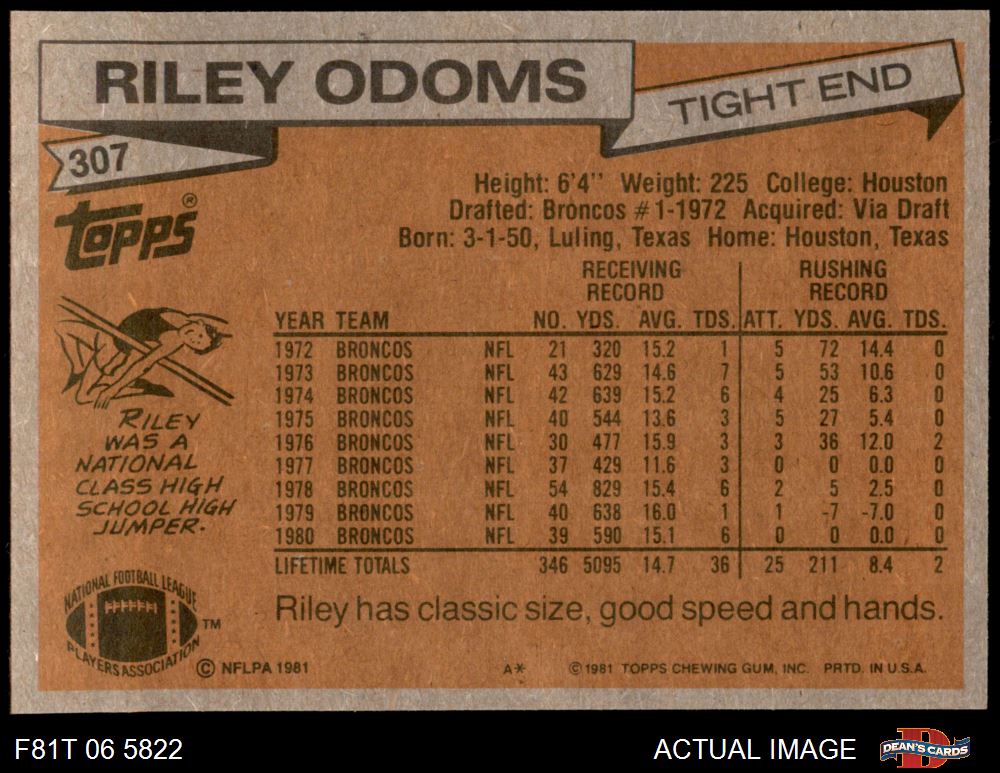 RILEY ODOMS
TIGHT END
307
TOPPS®
Height: 6'4'' Weight: 225 College: Houston
Drafted: Broncos #1-1972 Acquired: Via Draft
Born: 3-1-50, Luling, Texas Home: Houston, Texas
RECEIVING RECORD RUSHING RECORD
YEAR TEAM NO. YDS. AVG. TDS. ATT. YDS. AVG. TDS.
1972 BRONCOS NFL 21 320 15.2 1 5 72 14.4 0
1973 BRONCOS NFL 43 629 14.6 7 5 53 10.6 0
1974 BRONCOS NFL 42 639 15.2 6 4 25 6.3 0
1975 BRONCOS NFL 40 544 13.6 3 5 27 5.4 0
1976 BRONCOS NFL 30 477 15.9 3 3 36 12.0 2
1977 BRONCOS NFL 37 429 11.6 3 0 0 0.0 0
1978 BRONCOS NFL 54 829 15.4 6 2 5 2.5 0
1979 BRONCOS NFL 40 638 16.0 1 1 -7 -7.0 0
1980 BRONCOS NFL 39 590 15.1 6 0 0 0.0 0
LIFETIME TOTALS 346 5095 14.7 36 25 211 8.4 2
RILEY
WAS A
NATIONAL
CLASS HIGH
SCHOOL HIGH
JUMPER.
Riley has classic size, good speed and hands.
NATIONAL FOOTBALL LEAGUE
PLAYERS ASSOCIATION
TM
© NFLPA 1981 A* © 1981 TOPPS CHEWING GUM, INC. PRTD. IN U.S.A.
F81T 06 5822 ACTUAL IMAGE DEAN'S CARDS